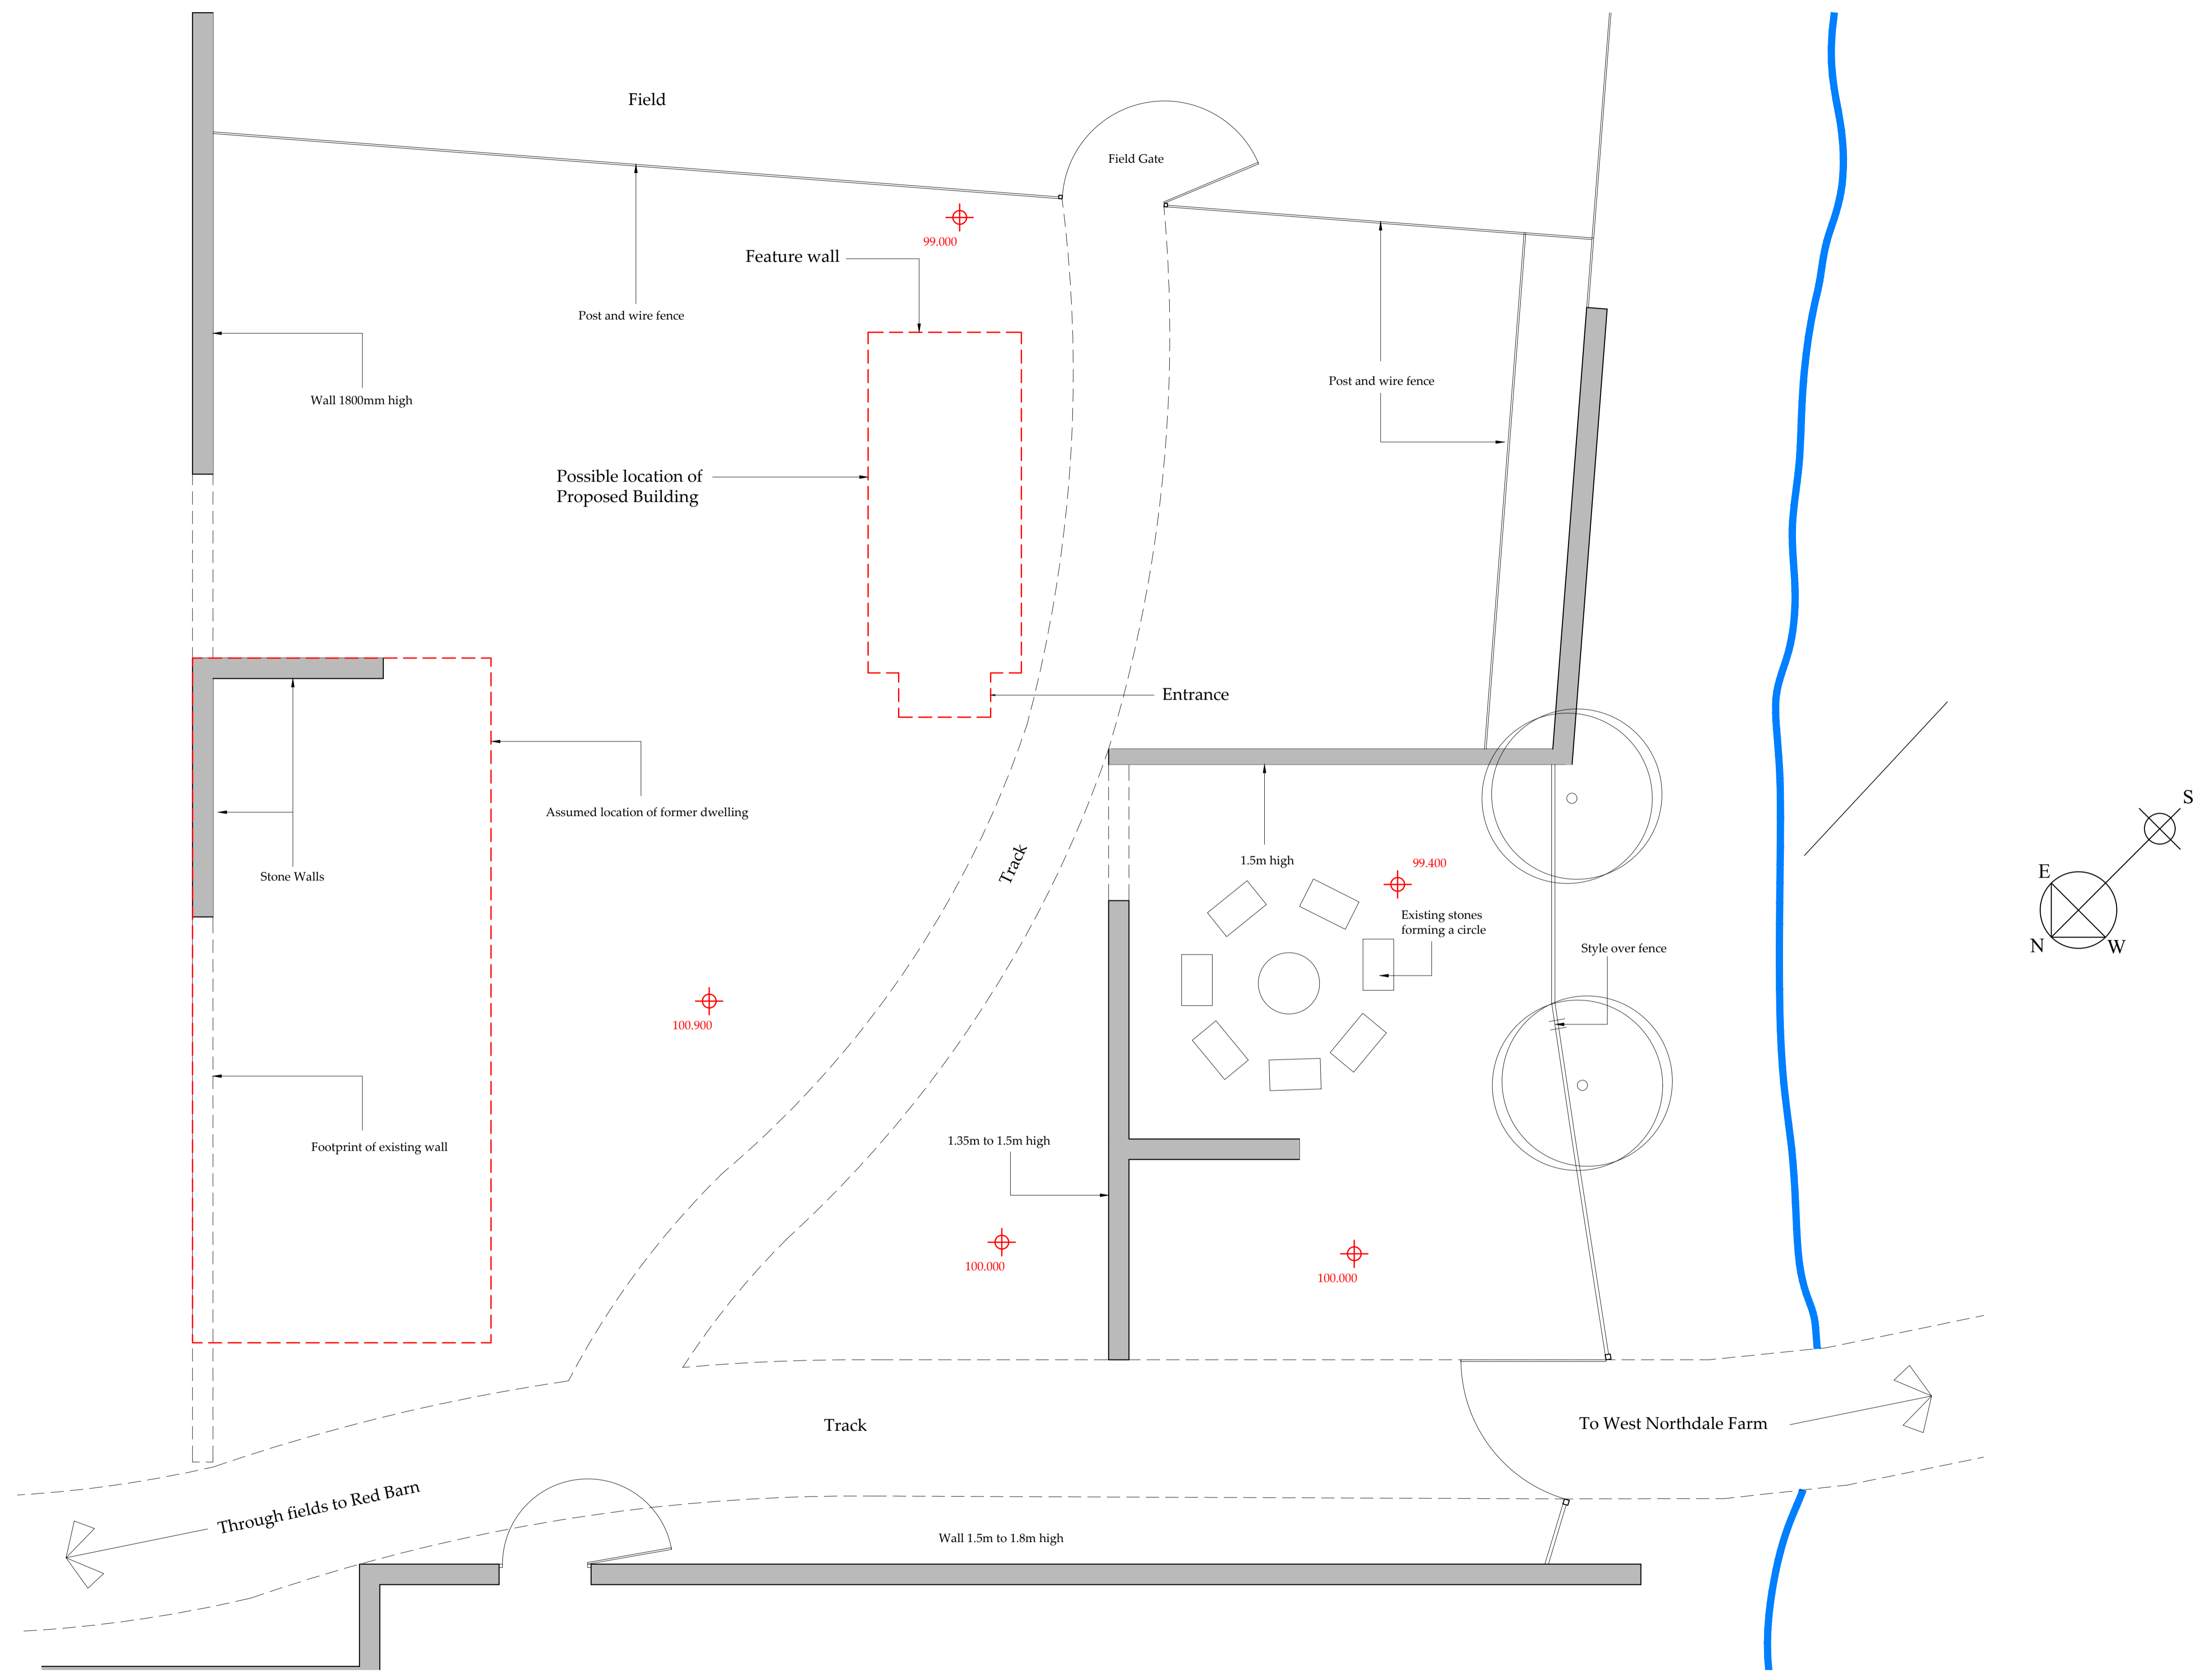 Field
Field Gate
99.000
Feature wall
Post and wire fence
Post and wire fence
Wall 1800mm high
Possible location of
Proposed Building
Entrance
Assumed location of former dwelling
Stone Walls
Track
1.5m high
99.400
Existing stones
forming a circle
Style over fence
S
E
N
W
100.900
Footprint of existing wall
1.35m to 1.5m high
100.000
100.000
Track
To West Northdale Farm
Through fields to Red Barn
Wall 1.5m to 1.8m high